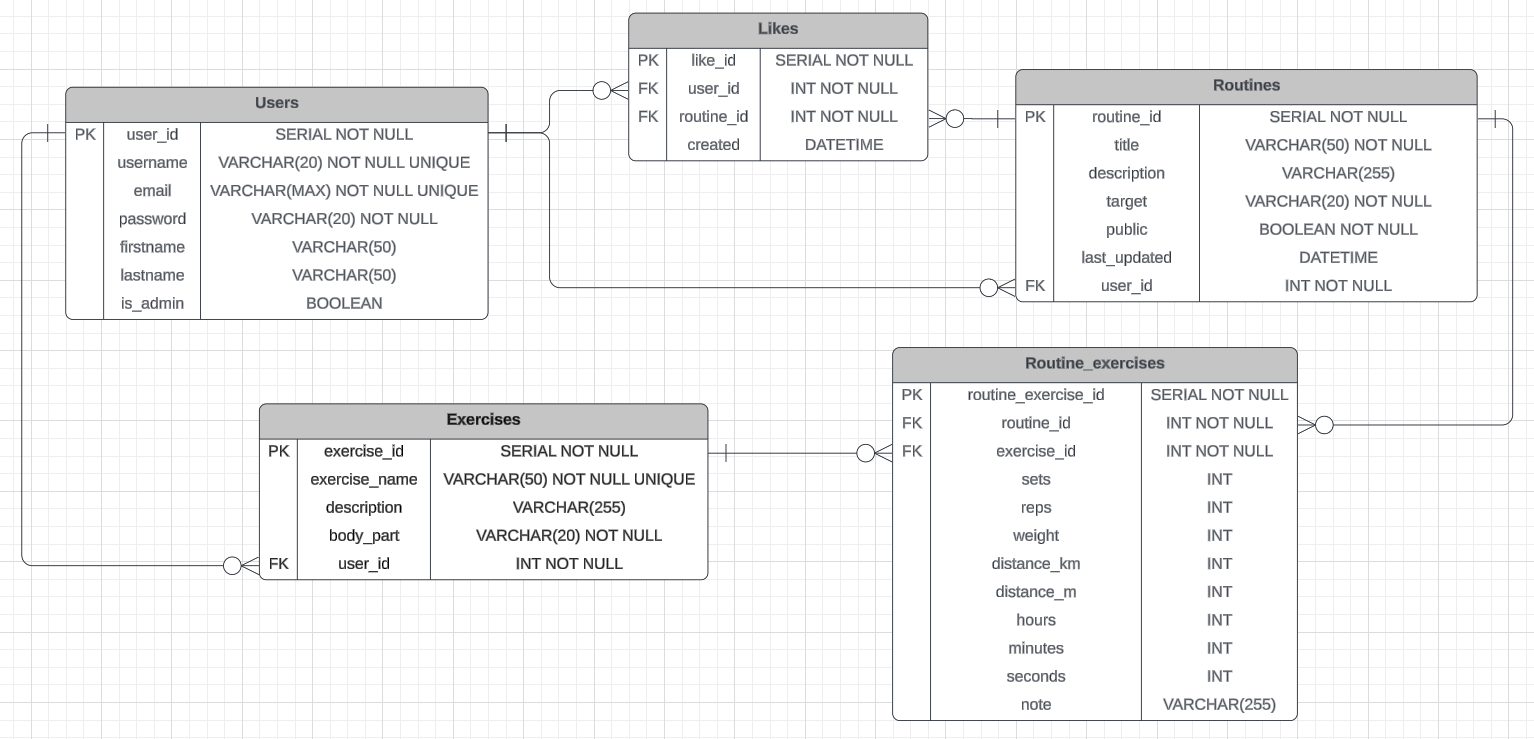 Likes
PK like_id SERIAL NOT NULL
FK user_id INT NOT NULL
FK routine_id INT NOT NULL
created DATETIME
Users
PK user_id SERIAL NOT NULL
username VARCHAR(20) NOT NULL UNIQUE
email VARCHAR(MAX) NOT NULL UNIQUE
password VARCHAR(20) NOT NULL
firstname VARCHAR(50)
lastname VARCHAR(50)
is_admin BOOLEAN
Routines
PK routine_id SERIAL NOT NULL
title VARCHAR(50) NOT NULL
description VARCHAR(255)
target VARCHAR(20) NOT NULL
public BOOLEAN NOT NULL
last_updated DATETIME
FK user_id INT NOT NULL
Exercises
PK exercise_id SERIAL NOT NULL
exercise_name VARCHAR(50) NOT NULL UNIQUE
description VARCHAR(255)
body_part VARCHAR(20) NOT NULL
FK user_id INT NOT NULL
Routine_exercises
PK routine_exercise_id SERIAL NOT NULL
FK routine_id INT NOT NULL
FK exercise_id INT NOT NULL
sets INT
reps INT
weight INT
distance_km INT
distance_m INT
hours INT
minutes INT
seconds INT
note VARCHAR(255)